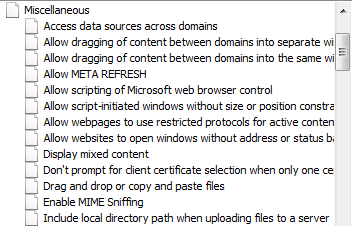 Miscellaneous
Access data sources across domains
Allow dragging of content between domains into separate wi
Allow dragging of content between domains into the same wi
Allow META REFRESH
Allow scripting of Microsoft web browser control
Allow script-initiated windows without size or position constra
Allow webpages to use restricted protocols for active conten
Allow websites to open windows without address or status ba
Display mixed content
Don't prompt for client certificate selection when only one ce
Drag and drop or copy and paste files
Enable MIME Sniffing
Include local directory path when uploading files to a server